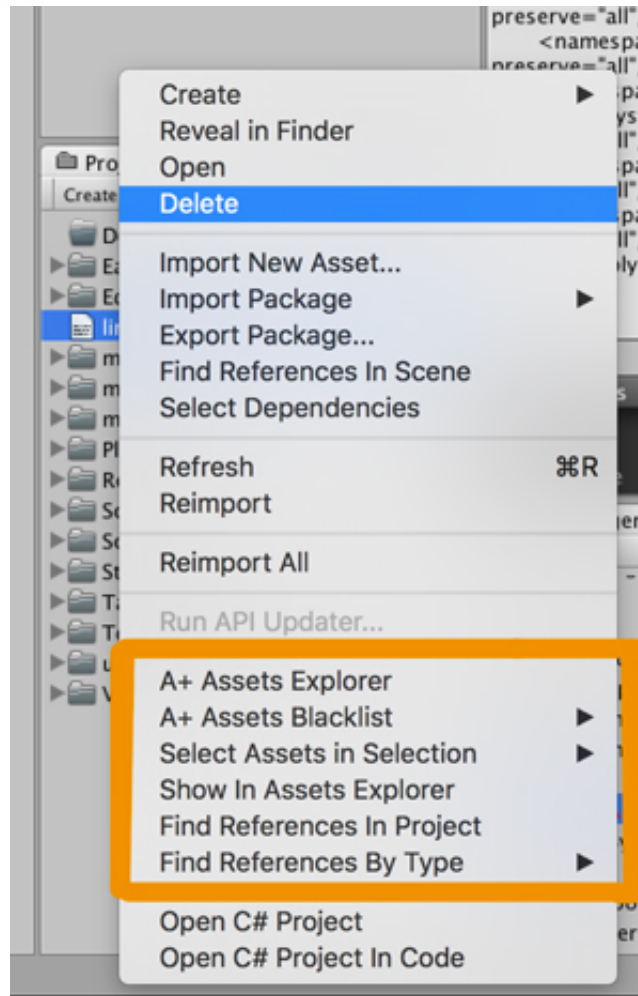 preserve="all"
<namespa
preserve="all"
Create
Reveal in Finder
Open
Delete
Import New Asset...
Import Package
Export Package...
Find References In Scene
Select Dependencies
Refresh ⌘R
Reimport
Reimport All
Run API Updater...
A+ Assets Explorer
A+ Assets Blacklist
Select Assets in Selection
Show In Assets Explorer
Find References In Project
Find References By Type
Open C# Project
Open C# Project In Code
Pro
Create